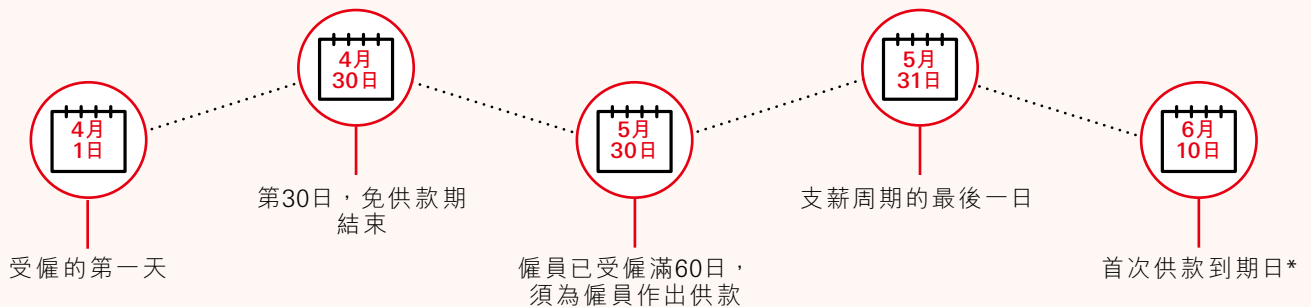 4月
1日
受僱的第一天
4月
30日
第30日，免供款期
結束
5月
30日
僱員已受僱滿60日，
須為僱員作出供款
5月
31日
支薪周期的最後一日
6月
10日
首次供款到期日*